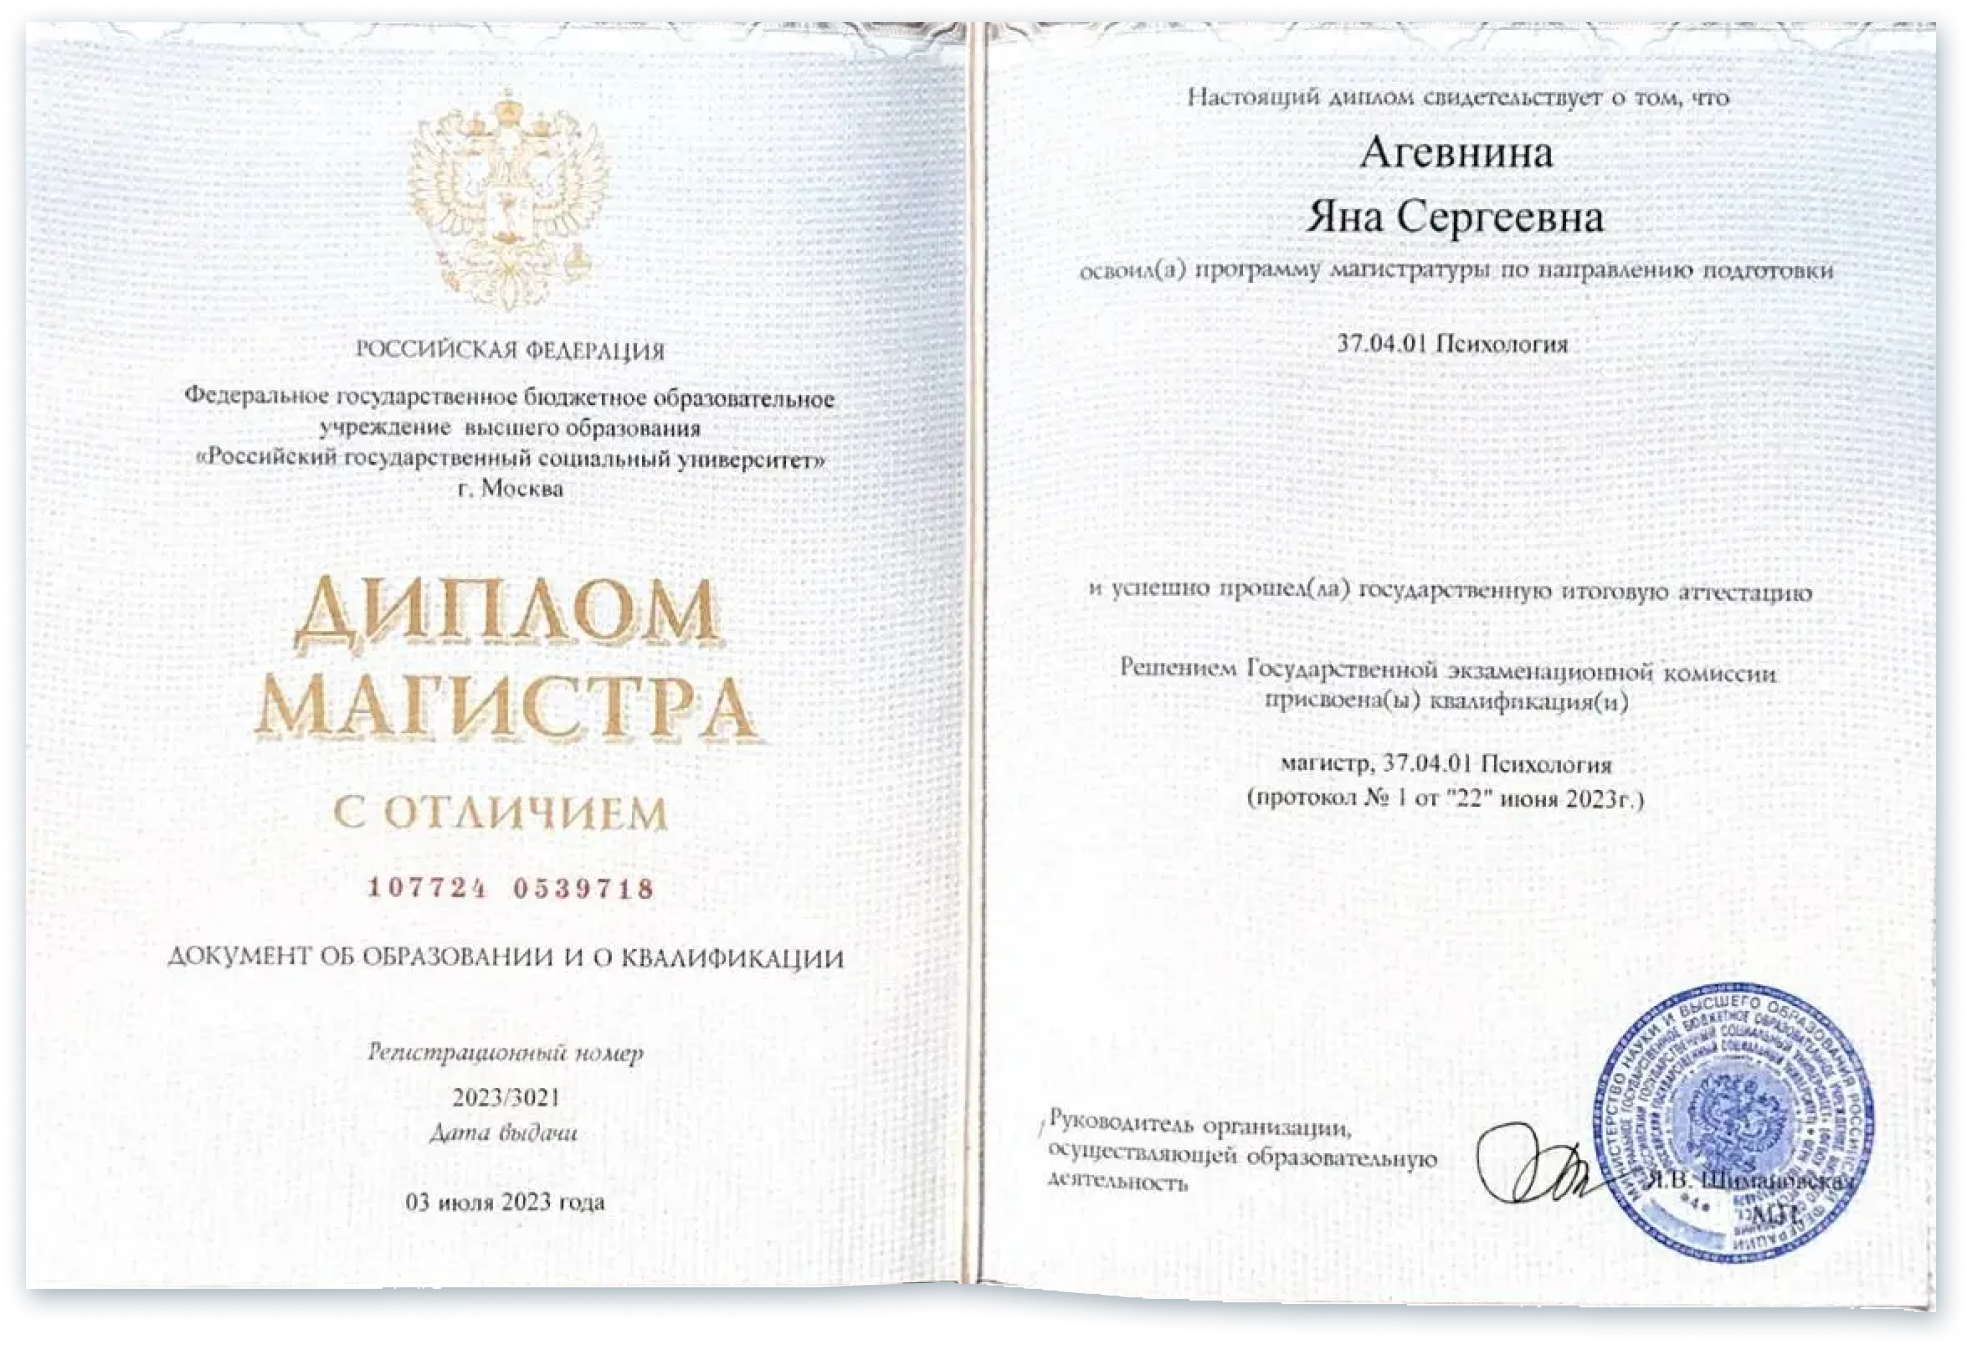 РОССИЙСКАЯ ФЕДЕРАЦИЯ
Федеральное государственное бюджетное образовательное
учреждение высшего образования
«Российский государственный социальный университет»
г. Москва
ДИПЛОМ
МАГИСТРА
С ОТЛИЧИЕМ
107724 0539718
ДОКУМЕНТ ОБ ОБРАЗОВАНИИ И О КВАЛИФИКАЦИИ
Регистрационный номер
2023/3021
Дата выдачи
03 июля 2023 года
Настоящий диплом свидетельствует о том, что
Агевнина
Яна Сергеевна
освоил(а) программу магистратуры по направлению подготовки
37.04.01 Психология
и успешно прошел(ла) государственную итоговую аттестацию
Решением Государственной экзаменационной комиссии
присвоена(ы) квалификация(и)
магистр, 37.04.01 Психология
(протокол № 1 от "22" июня 2023г.)
Руководитель организации,
осуществляющей образовательную
деятельность
Я.В. Шимановская
М.П.
МИНИСТЕРСТВО НАУКИ И ВЫСШЕГО ОБРАЗОВАНИЯ РОССИЙСКОЙ ФЕДЕРАЦИИ